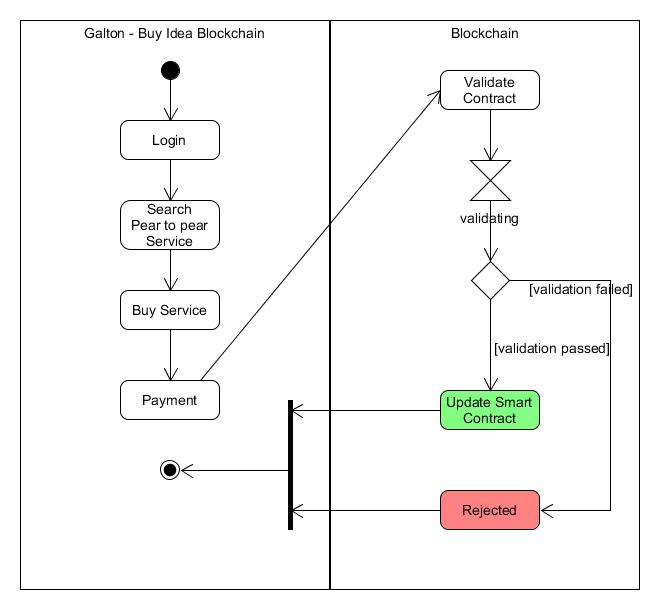 Galton - Buy Idea Blockchain
Blockchain
Login
Search
Pear to pear
Service
Buy Service
Payment
Validate
Contract
validating
[validation failed]
[validation passed]
Update Smart
Contract
Rejected